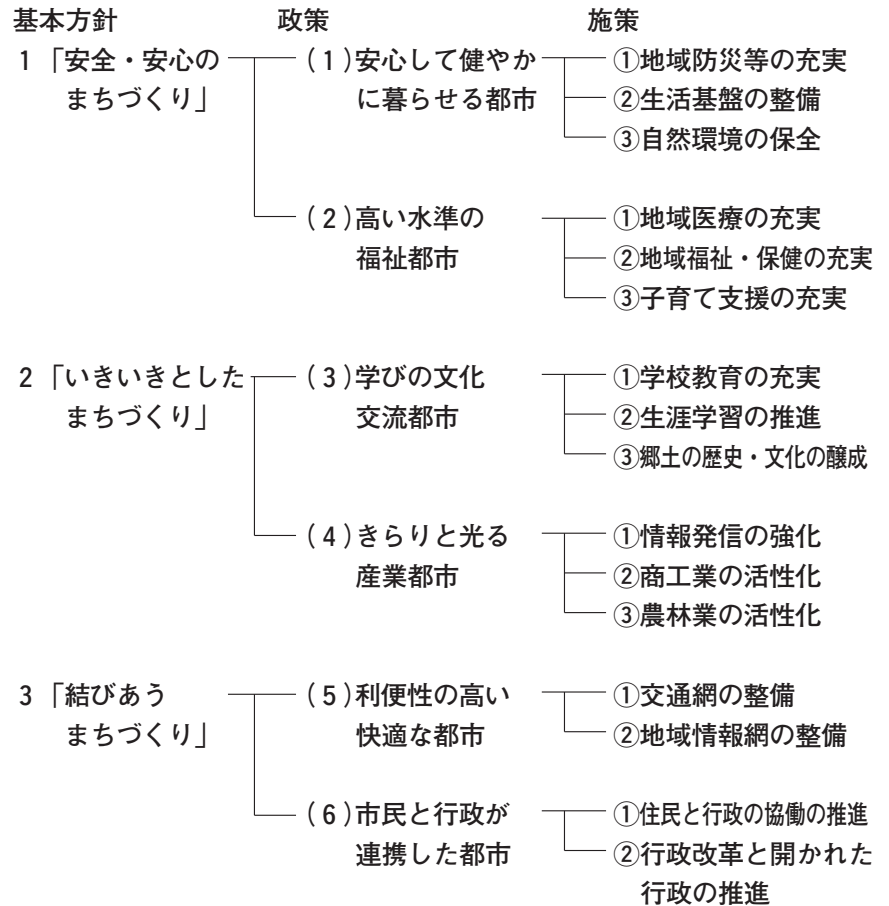 基本方針 政策 施策
1 「安全・安心の (1)安心して健やか ①地域防災等の充実
まちづくり」 に暮らせる都市 ②生活基盤の整備
③自然環境の保全
(2)高い水準の ①地域医療の充実
福祉都市 ②地域福祉・保健の充実
③子育て支援の充実
2 「いきいきとした (3)学びの文化 ①学校教育の充実
まちづくり」 交流都市 ②生涯学習の推進
③郷土の歴史・文化の醸成
(4)きらりと光る ①情報発信の強化
産業都市 ②商工業の活性化
③農林業の活性化
3 「結びあう (5)利便性の高い ①交通網の整備
まちづくり」 快適な都市 ②地域情報網の整備
(6)市民と行政が ①住民と行政の協働の推進
連携した都市 ②行政改革と開かれた
行政の推進